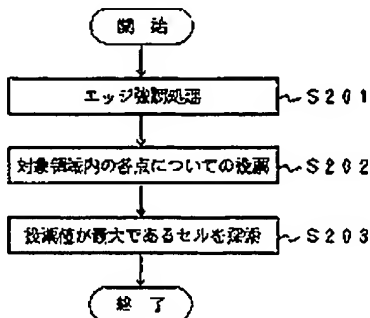 開始
エッジ強調処理
S201
対象領域内の各点についての投票
S202
投票値が最大であるセルを探索
S203
終了